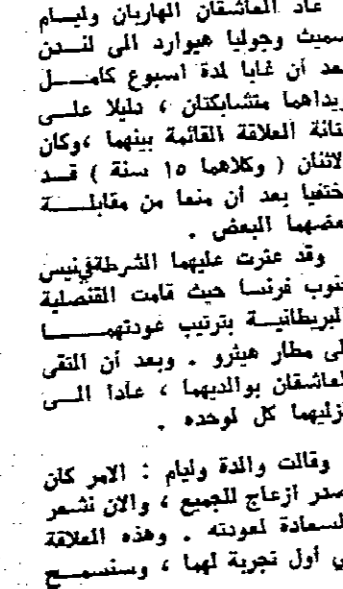 عاد العاشقان الهاربان وليام
سميث وجوليا هيوارد الى لندن
بعد أن غابا لمدة اسبوع كامل
ويداهما متشابكتان ، دليلا على
متانة العلاقة القائمة بينهما ،وكان
الاثنان ( وكلاهما ١٥ سنة ) قد
اختفيا بعد أن منعا من مقابلة
بعضهما البعض .
وقد عثرت عليهما الشرطةفينيس
جنوب فرنسا حيث قامت القنصلية
البريطانية بترتيب عودتهما
الى مطار هيثرو . وبعد أن التقى
العاشقان بوالديهما ، عادا الى
منزليهما كل لوحده .
وقالت والدة وليام : الامر كان
مصدر ازعاج للجميع ، والان نشعر
بالسعادة لعودته . وهذه العلاقة
هي أول تجربة لهما ، وسنسمح